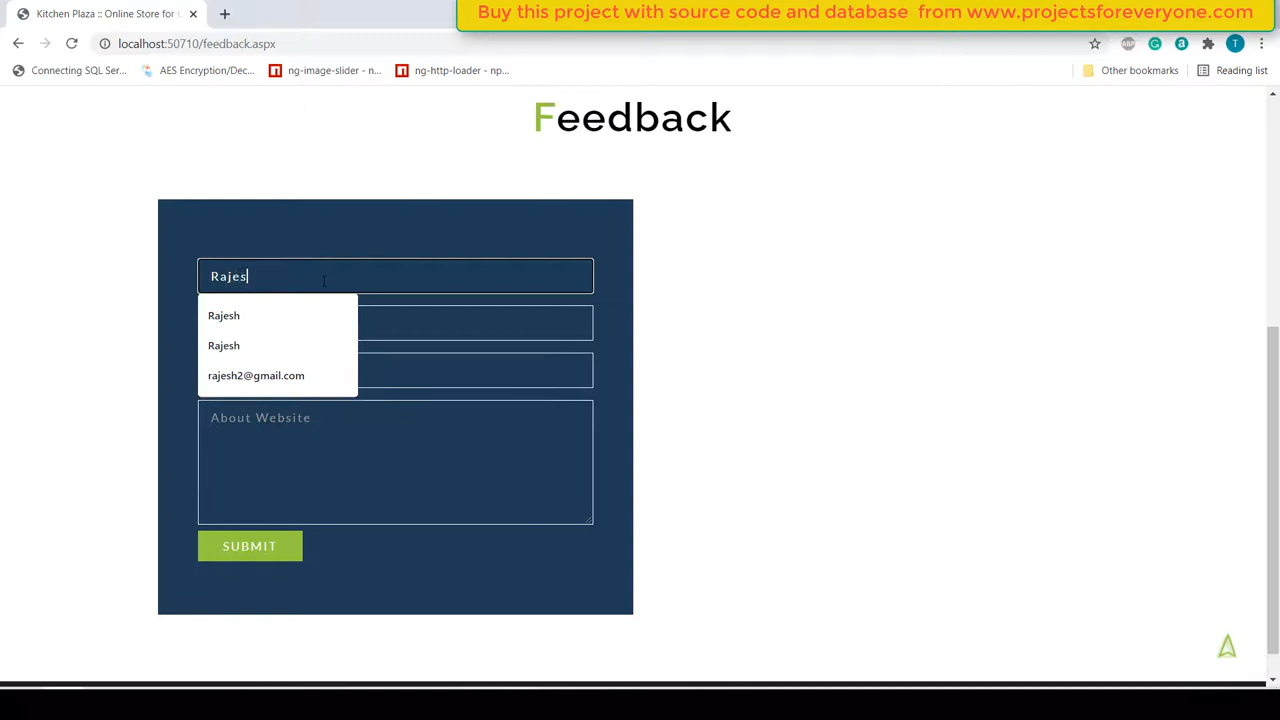 Kitchen Plaza :: Online Store for
Buy this project with source code and database from www.projectsforeveryone.com
localhost:50710/feedback.aspx
ABP
T
Connecting SQL Ser...
AES Encryption/Dec...
ng-image-slider - n...
ng-http-loader - np...
Other bookmarks
Reading list
Feedback
Rajes
Rajesh
Rajesh
rajesh2@gmail.com
About Website
SUBMIT